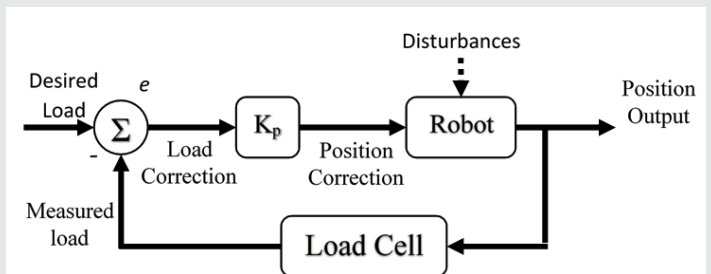 Disturbances
Desired
Load
e
Σ
-
Load
Correction
Kp
Position
Correction
Robot
Position
Output
Measured
load
Load Cell